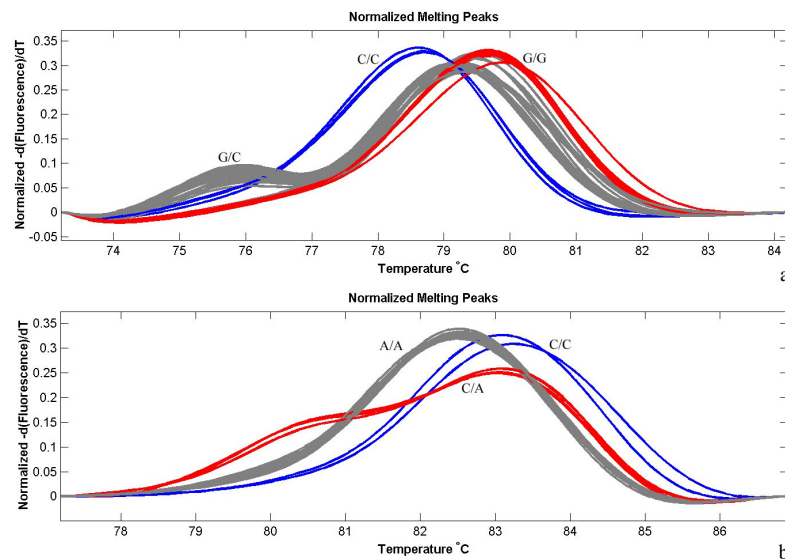 Normalized Melting Peaks
Normalized -d(Fluorescence)/dT
0.35
0.3
0.25
0.2
0.15
0.1
0.05
0
-0.05
C/C
G/G
G/C
74 75 76 77 78 79 80 81 82 83 84
Temperature °C
a
Normalized Melting Peaks
Normalized -d(Fluorescence)/dT
0.35
0.3
0.25
0.2
0.15
0.1
0.05
0
-0.05
A/A
C/C
C/A
78 79 80 81 82 83 84 85 86
Temperature °C
b